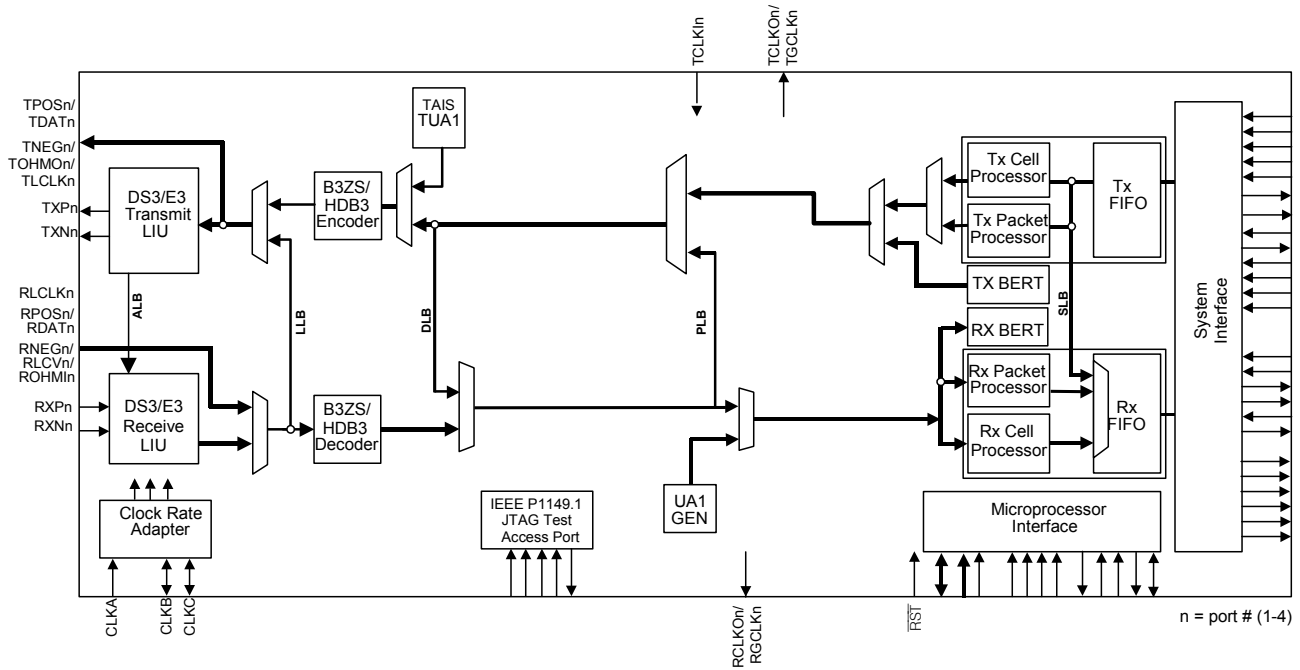 TCLKIn
TCLKOn/
TGCLKn
TPOSn/
TDATn
TNEGn/
TOHMOn/
TLCLKn
TXPn
TXNn
RLCLKn
RPOSn/
RDATn
RNEGn/
RLCVn/
ROHMIn
RXPn
RXNn
DS3/E3
Transmit
LIU
ALB
DS3/E3
Receive
LIU
Clock Rate
Adapter
CLKA
CLKB
CLKC
LLB
B3ZS/
HDB3
Encoder
TAIS
TUA1
B3ZS/
HDB3
Decoder
DLB
IEEE P1149.1
JTAG Test
Access Port
PLB
UA1
GEN
RCLKOn/
RGCLKn
Tx Cell
Processor
Tx Packet
Processor
Tx
FIFO
TX BERT
RX BERT
SLB
Rx Packet
Processor
Rx Cell
Processor
Rx
FIFO
System
Interface
Microprocessor
Interface
RST
n = port # (1-4)